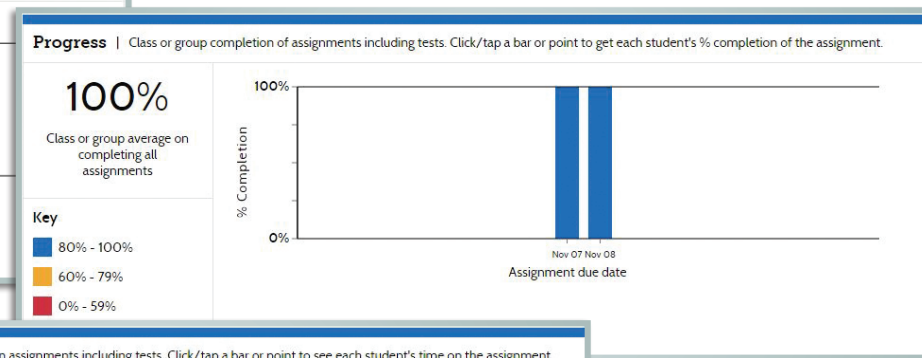 Progress | Class or group completion of assignments including tests. Click/tap a bar or point to get each student's % completion of the assignment.
100%
Class or group average on
completing all
assignments
Key
80% - 100%
60% - 79%
0% - 59%
100%
% Completion
0%
Nov 07 Nov 08
Assignment due date
assignments including tests. Click/tap a bar or point to see each student's time on the assignment